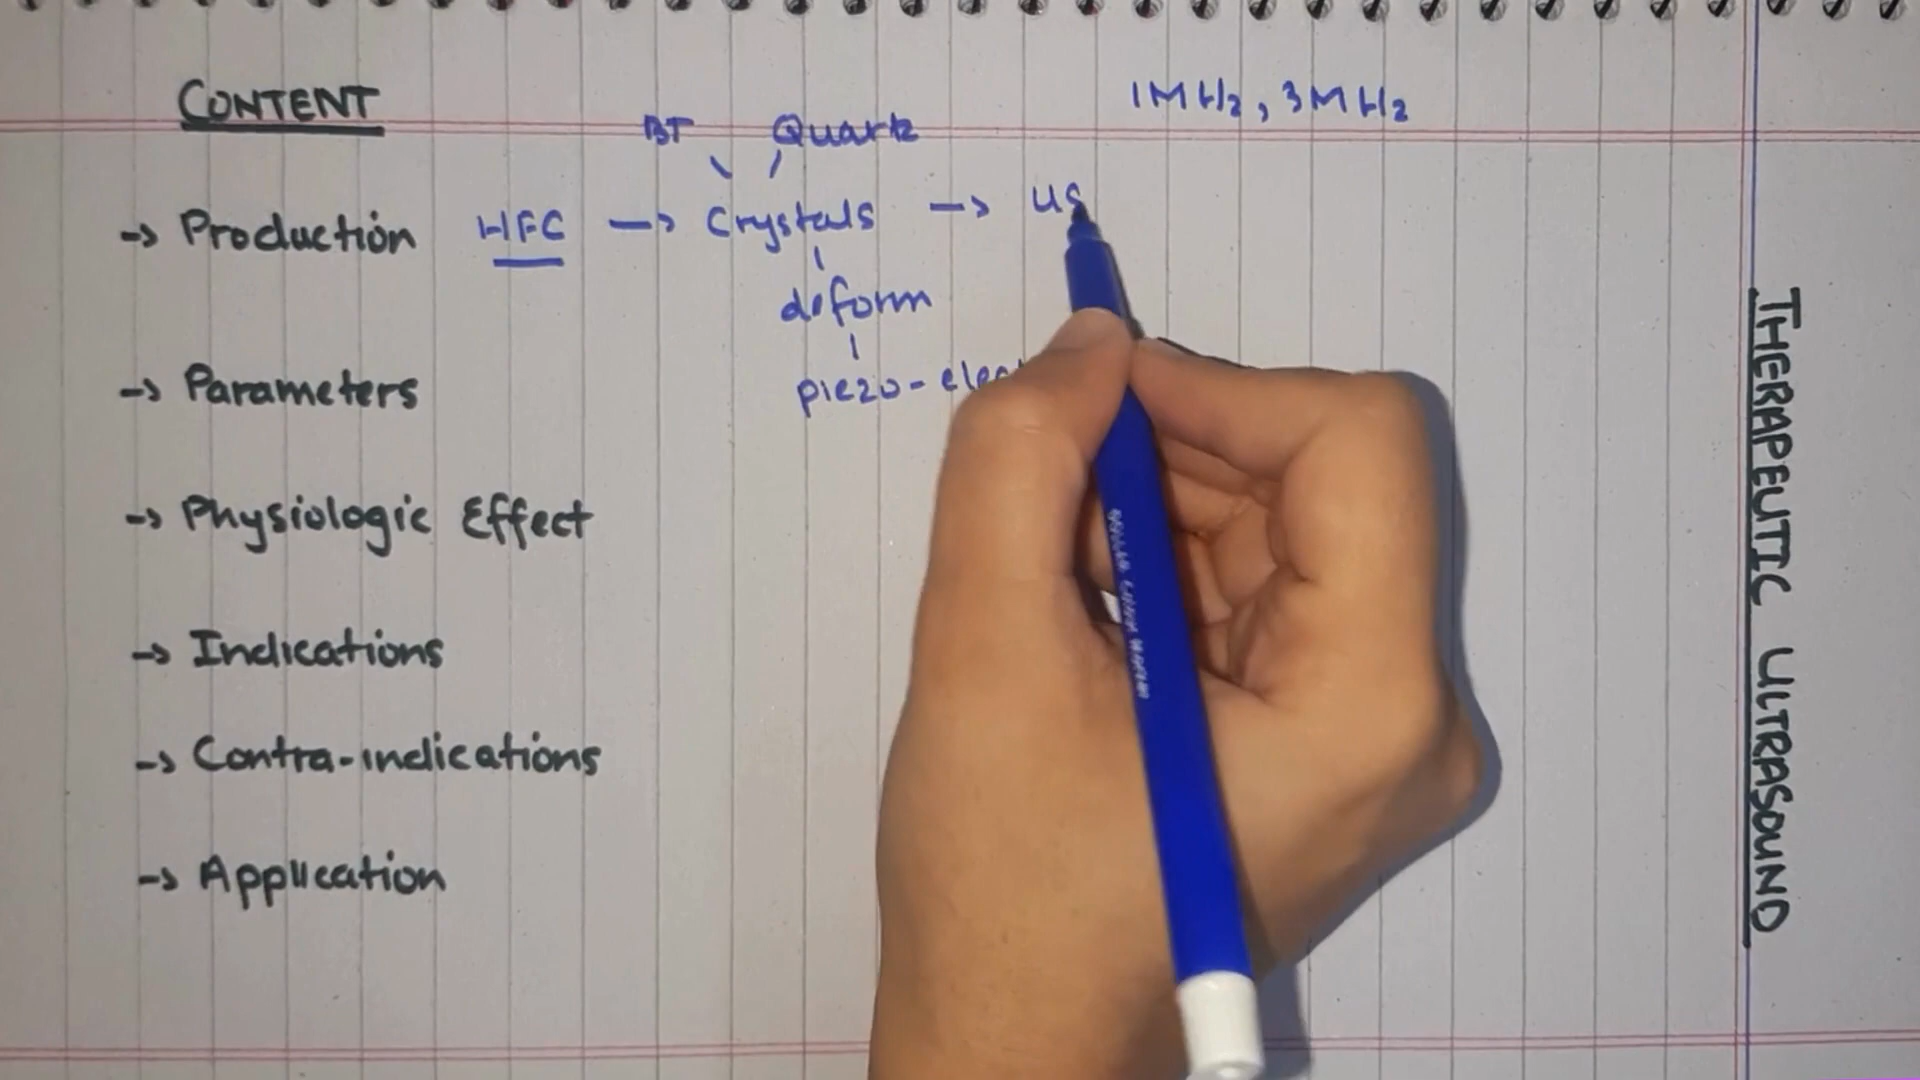 CONTENT
1MHz, 3MHz
BT Quartz
-> Production HFC -> Crystals -> US
deform
piezo-elect
-> Parameters
-> Physiologic Effect
-> Indications
-> Contra-indications
-> Application
THERAPEUTIC ULTRASOUND